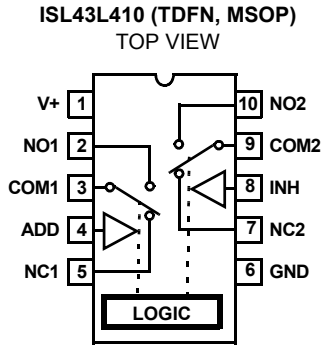 ISL43L410 (TDFN, MSOP)
TOP VIEW
V+ 1
10 NO2
NO1 2
9 COM2
COM1 3
8 INH
ADD 4
7 NC2
NC1 5
6 GND
LOGIC